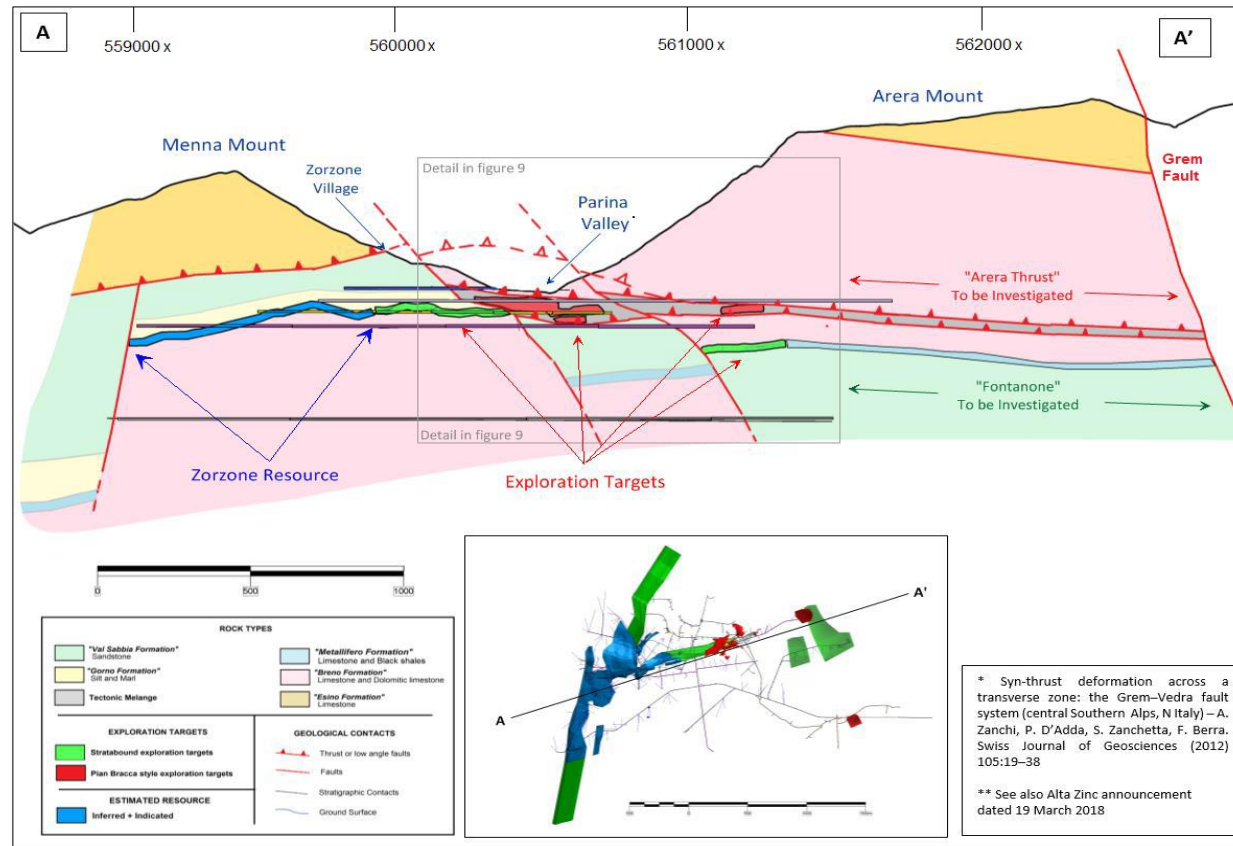 A
559000 x
560000 x
561000 x
562000 x
A’
Arera Mount
Menna Mount
Detail in figure 9
Zorzone
Village
Parina
Valley
Grem
Fault
"Arera Thrust"
To be Investigated
"Fontanone"
To be Investigated
Detail in figure 9
Zorzone Resource
Exploration Targets
0
500
1000
ROCK TYPES
"Val Sabbia Formation"
Sandstone
"Gorno Formation"
Silt and Marl
Tectonic Melange
"Metallifero Formation"
Limestone and Black shales
"Breno Formation"
Limestone and Dolomitic limestone
"Esino Formation"
Limestone
EXPLORATION TARGETS
Stratabound exploration targets
Pian Bracca style exploration targets
ESTIMATED RESOURCE
Inferred + Indicated
GEOLOGICAL CONTACTS
Thrust or low angle faults
Faults
Stratigraphic Contacts
Ground Surface
A'
A
* Syn-thrust deformation across a
transverse zone: the Grem–Vedra fault
system (central Southern Alps, N Italy) – A.
Zanchi, P. D’Adda, S. Zanchetta, F. Berra.
Swiss Journal of Geosciences (2012)
105:19–38
** See also Alta Zinc announcement
dated 19 March 2018